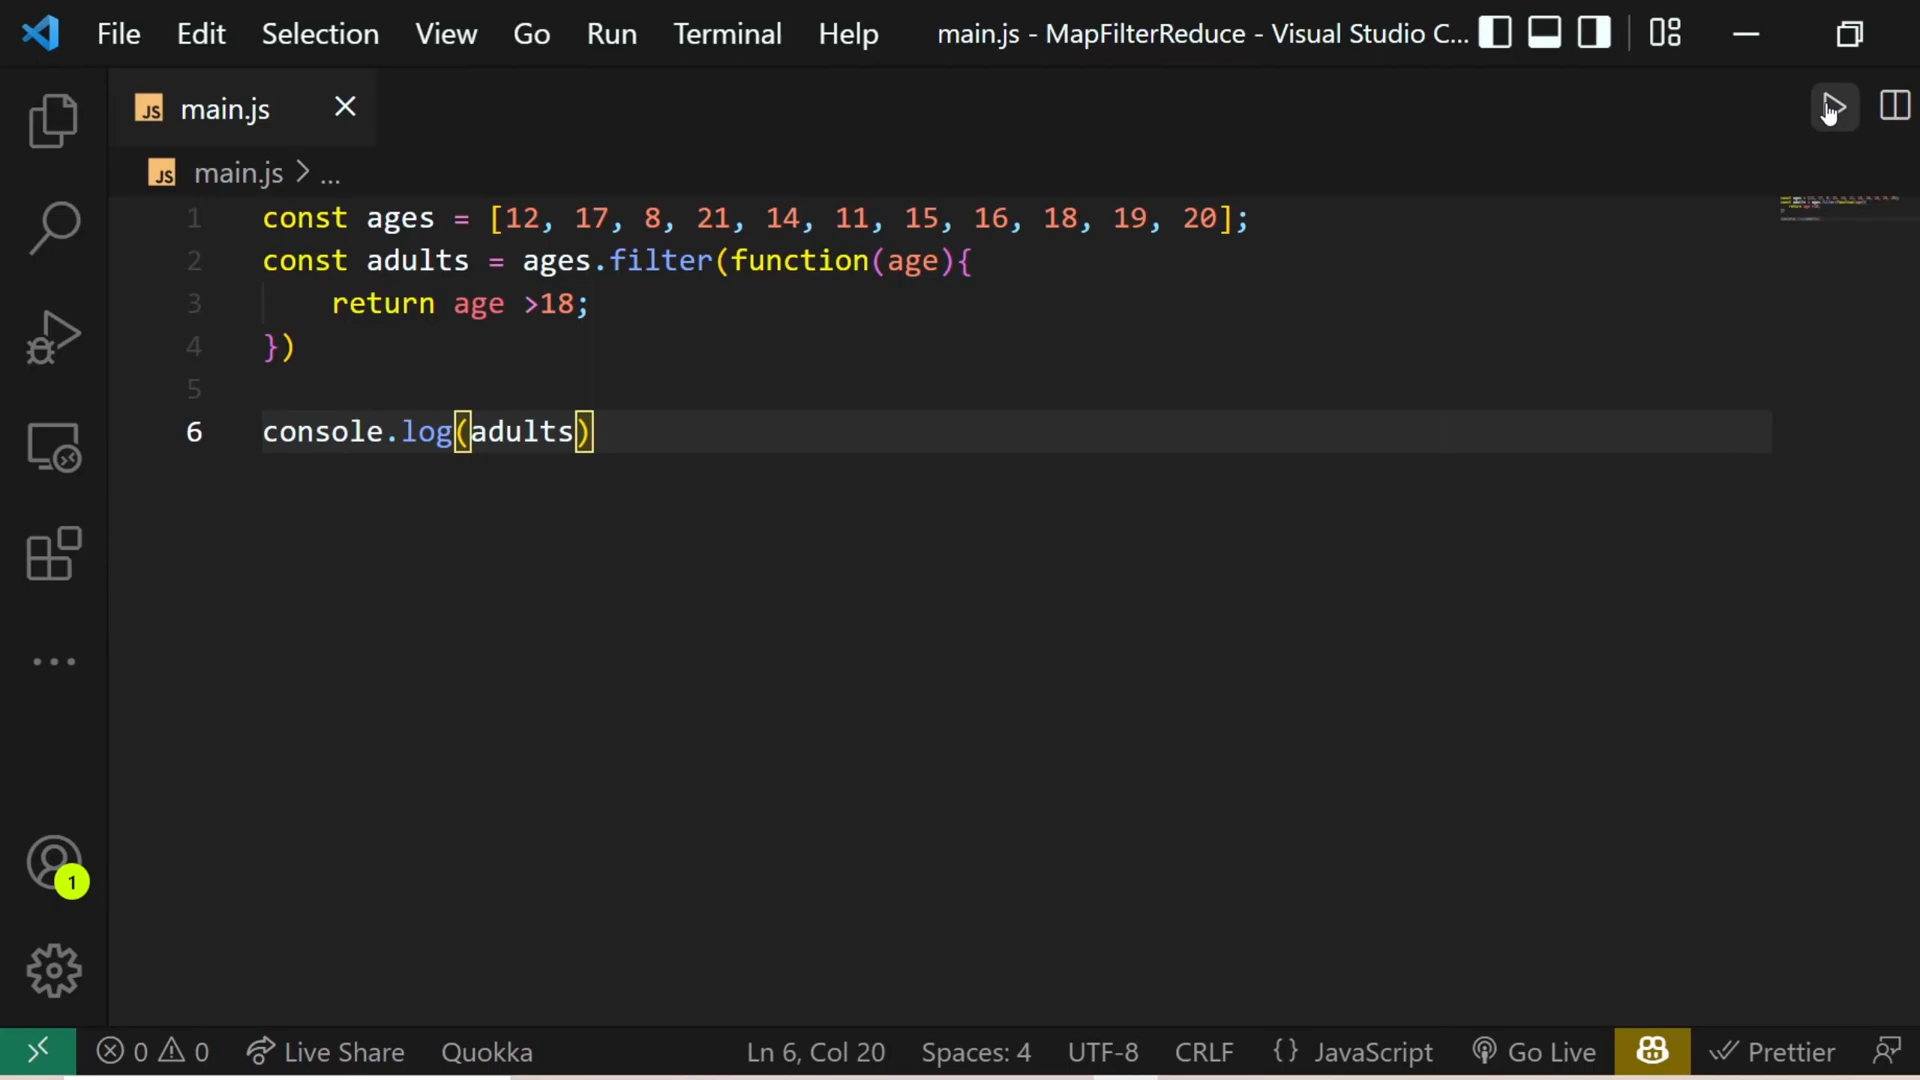 File Edit Selection View Go Run Terminal Help main.js - MapFilterReduce - Visual Studio C...
JS main.js
JS main.js > ...
1 const ages = [12, 17, 8, 21, 14, 11, 15, 16, 18, 19, 20];
2 const adults = ages.filter(function(age){
3 return age >18;
4 })
5
6 console.log(adults)
1
0 0 Live Share Quokka Ln 6, Col 20 Spaces: 4 UTF-8 CRLF {} JavaScript Go Live Prettier